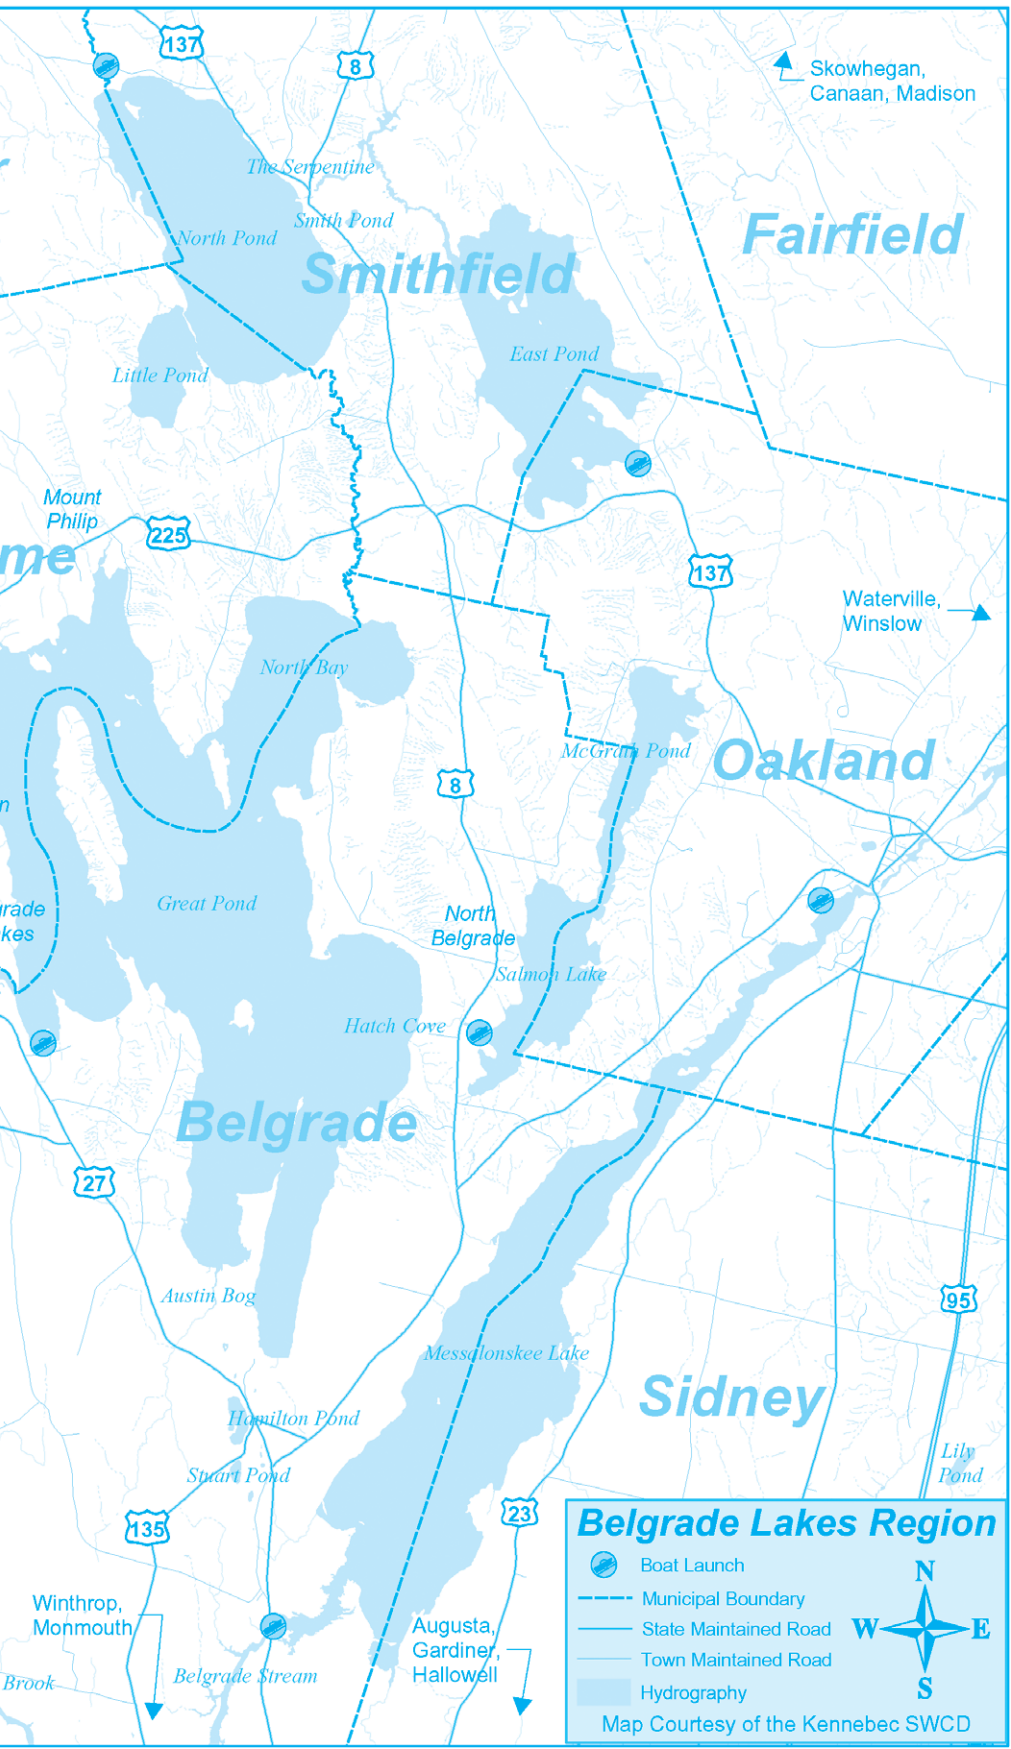 137
8
Skowhegan,
Canaan, Madison
The Serpentine
Smith Pond
North Pond
Fairfield
Smithfield
East Pond
Little Pond
Mount
Philip
225
me
137
Waterville,
Winslow
North Bay
McGrath Pond
Oakland
8
n
Great Pond
grade
kes
North
Belgrade
Salmon Lake
Hatch Cove
Belgrade
27
Austin Bog
95
Messalonskee Lake
Sidney
Hamilton Pond
Lily
Pond
Stuart Pond
135
23
Winthrop,
Monmouth
Augusta,
Gardiner,
Hallowell
Brook
Belgrade Stream
Belgrade Lakes Region
Boat Launch
Municipal Boundary
State Maintained Road
Town Maintained Road
Hydrography
N
W
E
S
Map Courtesy of the Kennebec SWCD